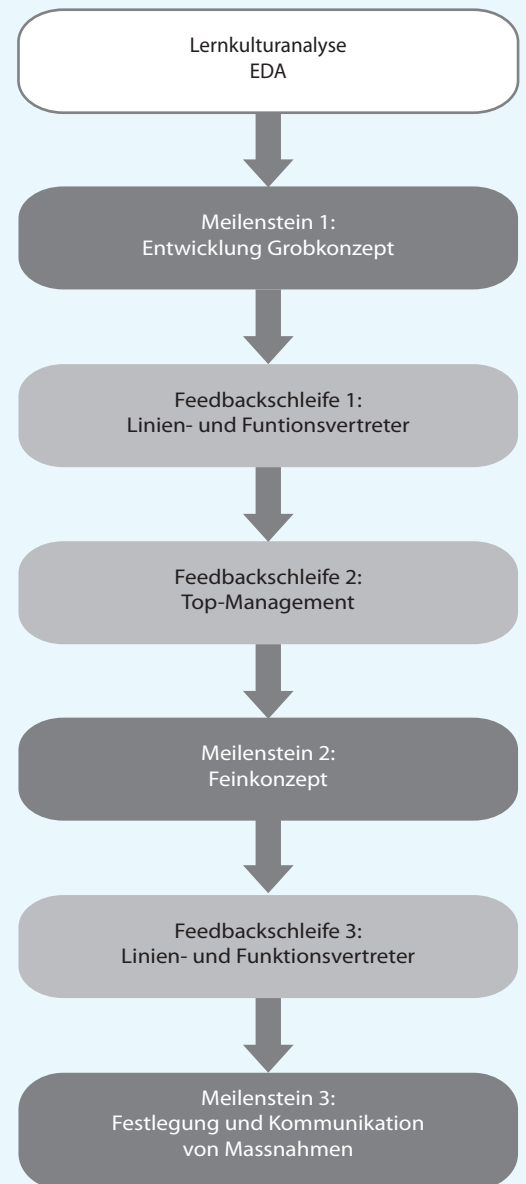 Lernkulturanalyse
EDA
Meilenstein 1:
Entwicklung Grobkonzept
Feedbackschleife 1:
Linien- und Funtionsvertreter
Feedbackschleife 2:
Top-Management
Meilenstein 2:
Feinkonzept
Feedbackschleife 3:
Linien- und Funktionsvertreter
Meilenstein 3:
Festlegung und Kommunikation
von Massnahmen